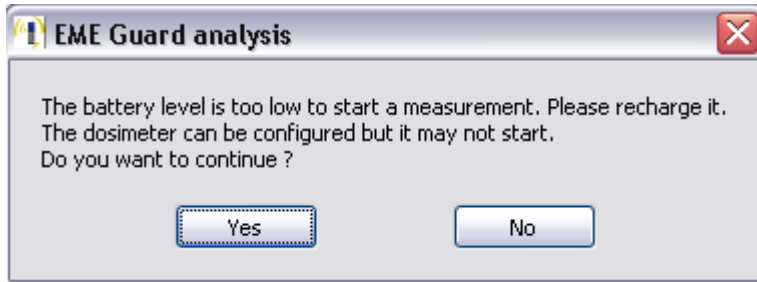 EME Guard analysis
The battery level is too low to start a measurement. Please recharge it.
The dosimeter can be configured but it may not start.
Do you want to continue ?
Yes
No